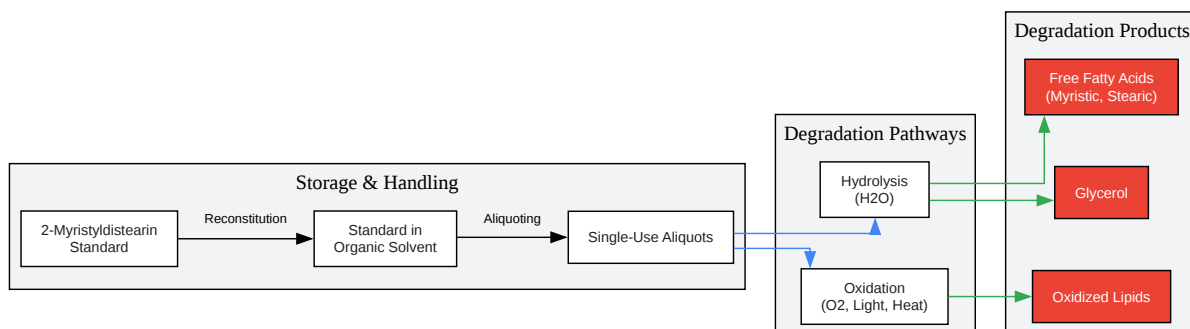 Degradation Products
Free Fatty Acids
(Myristic, Stearic)
Degradation Pathways
Storage & Handling
Hydrolysis
(H2O)
Glycerol
2-Myristyldistearin
Standard
Reconstitution
Standard in
Organic Solvent
Aliquoting
Single-Use Aliquots
Oxidation
(O2, Light, Heat)
Oxidized Lipids